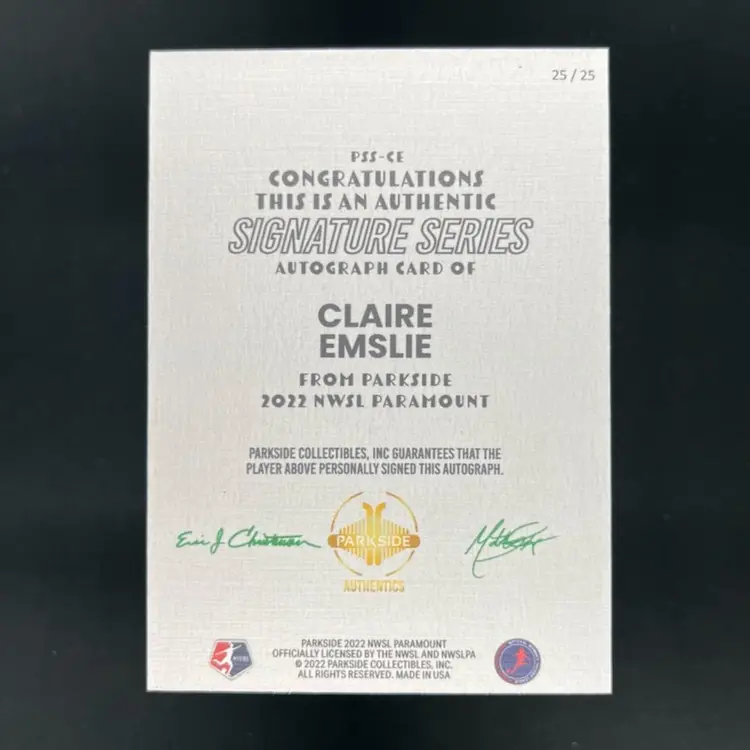 25 / 25
PSS-CE
CONGRATULATIONS
THIS IS AN AUTHENTIC
SIGNATURE SERIES
AUTOGRAPH CARD OF
CLAIRE
EMSLIE
FROM PARKSIDE
2022 NWSL PARAMOUNT
PARKSIDE COLLECTIBLES, INC GUARANTEES THAT THE
PLAYER ABOVE PERSONALLY SIGNED THIS AUTOGRAPH.
PARKSIDE
AUTHENTICS
PARKSIDE 2022 NWSL PARAMOUNT
OFFICIALLY LICENSED BY THE NWSL AND NWSLPA
© 2022 PARKSIDE COLLECTIBLES, INC.
ALL RIGHTS RESERVED. MADE IN USA